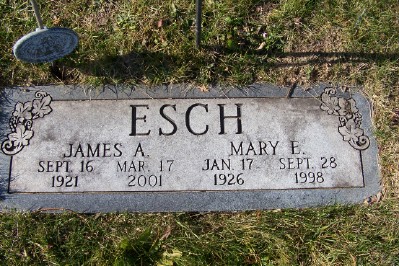 ESCH
JAMES A. MARY E.
SEPT. 16 MAR. 17 JAN. 17 SEPT. 28
1921 2001 1926 1998